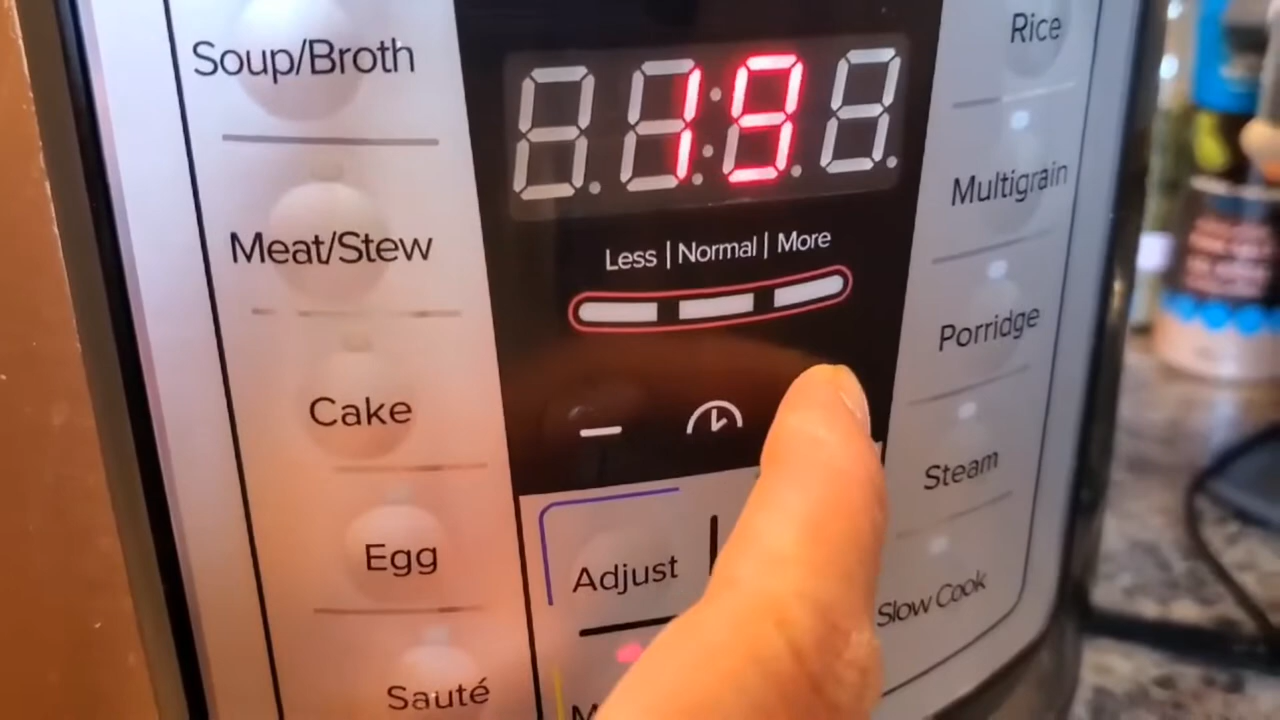 Soup/Broth
Meat/Stew
Cake
Egg
Sauté
19
Less | Normal | More
−
Adjust
Rice
Multigrain
Porridge
Steam
Slow Cook